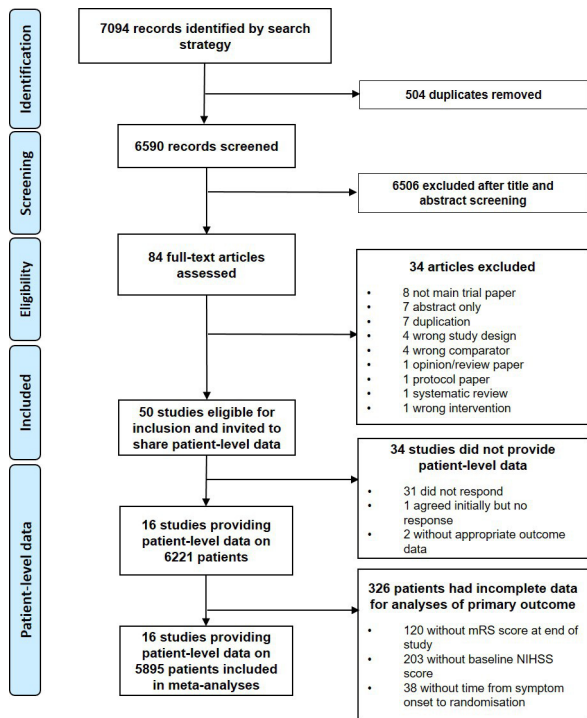 Identification
7094 records identified by search
strategy
504 duplicates removed
Screening
6590 records screened
6506 excluded after title and
abstract screening
Eligibility
84 full-text articles
assessed
34 articles excluded
• 8 not main trial paper
• 7 abstract only
• 7 duplication
• 4 wrong study design
• 4 wrong comparator
• 1 opinion/review paper
• 1 protocol paper
• 1 systematic review
• 1 wrong intervention
Included
50 studies eligible for
inclusion and invited to
share patient-level data
34 studies did not provide
patient-level data
• 31 did not respond
• 1 agreed initially but no
response
• 2 without appropriate outcome
data
Patient-level data
16 studies providing
patient-level data on
6221 patients
326 patients had incomplete data
for analyses of primary outcome
• 120 without mRS score at end of
study
• 203 without baseline NIHSS
score
• 38 without time from symptom
onset to randomisation
16 studies providing
patient-level data on
5895 patients included
in meta-analyses